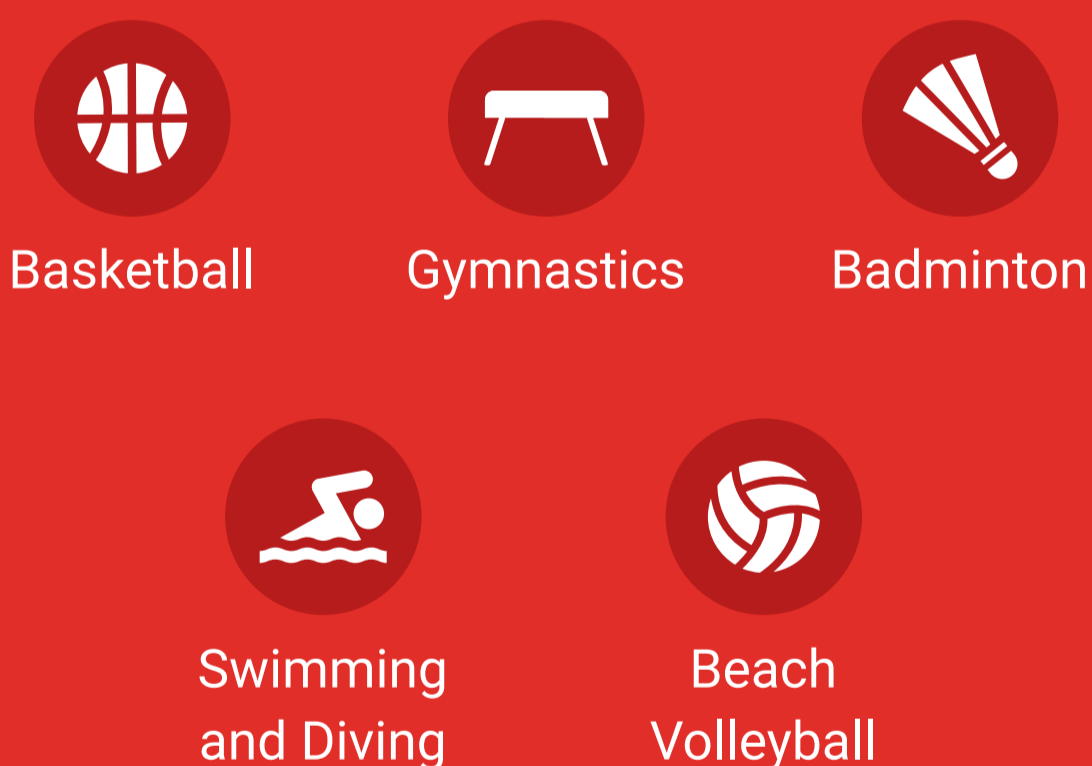 Basketball
Gymnastics
Badminton
Swimming
and Diving
Beach
Volleyball